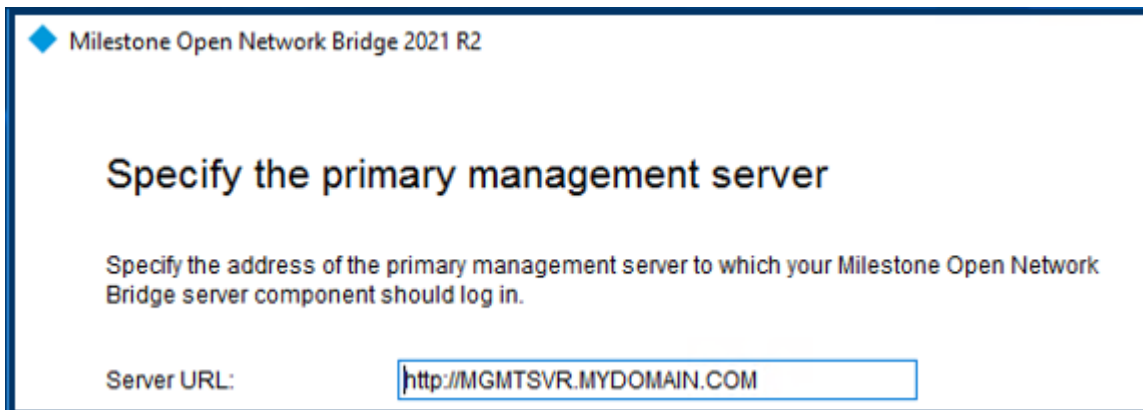 Milestone Open Network Bridge 2021 R2
Specify the primary management server
Specify the address of the primary management server to which your Milestone Open Network
Bridge server component should log in.
Server URL: http://MGMTSVR.MYDOMAIN.COM